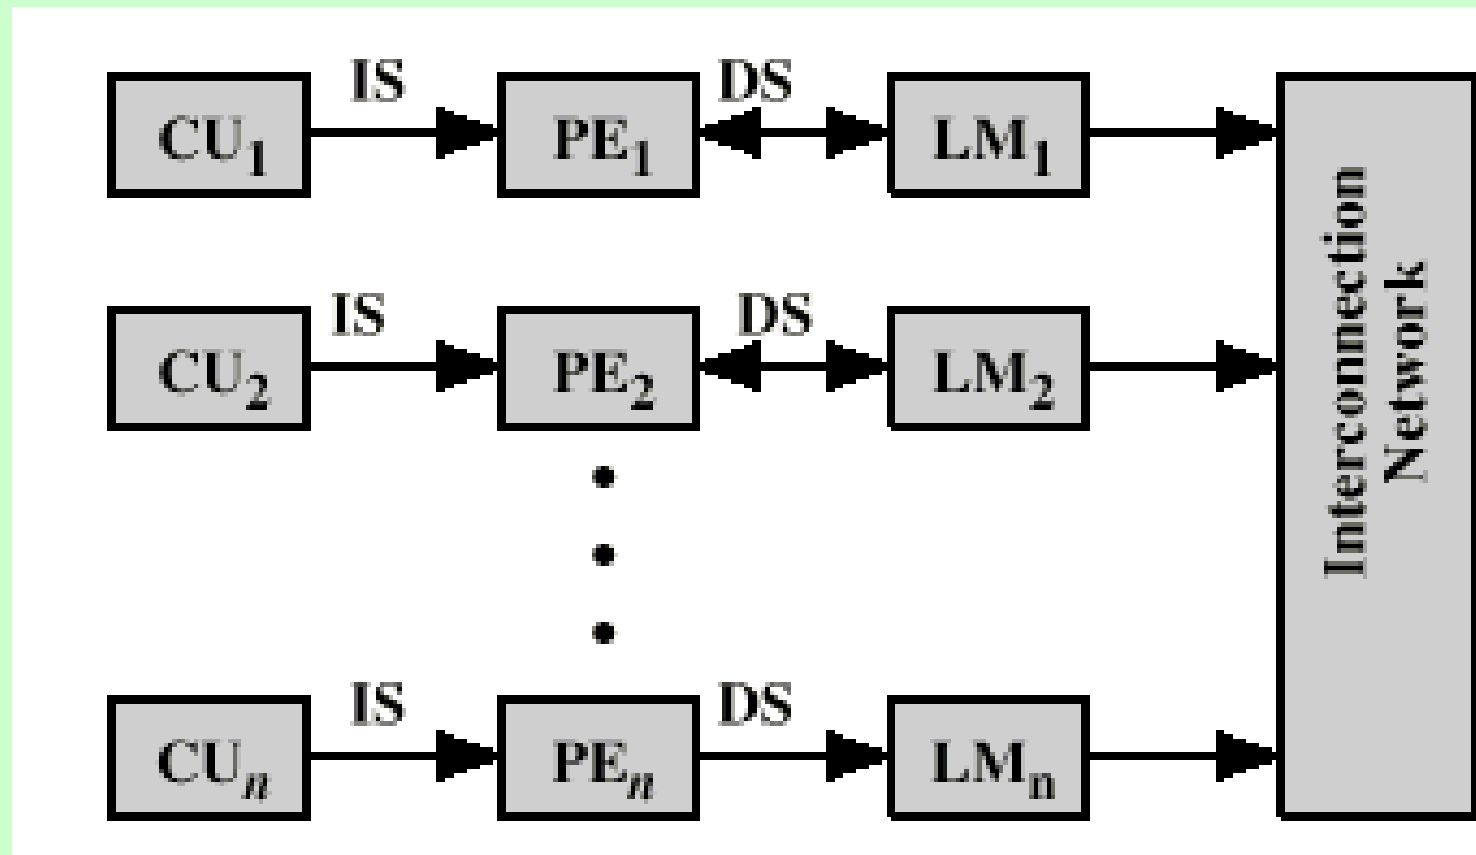 IS DS
CU1 PE1 LM1
IS DS
CU2 PE2 LM2
IS DS
CUn PEn LMn
Interconnection
Network